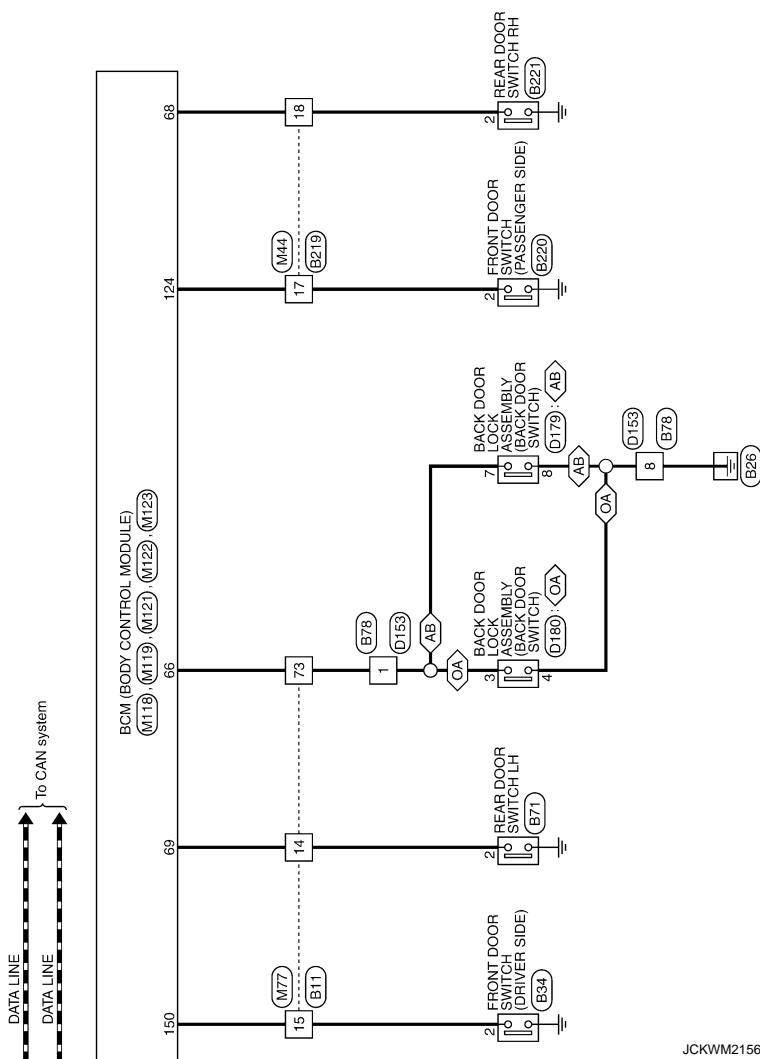 DATA LINE
DATA LINE
To CAN system
BCM (BODY CONTROL MODULE)
M118 , M119 , M121 , M122 , M123
150
69
66
124
68
M77
15
B11
14
73
M44
17
B219
18
B78
1
D153
AB
OA
2
FRONT DOOR
SWITCH
(DRIVER SIDE)
B34
2
REAR DOOR
SWITCH LH
B71
3
4
BACK DOOR
LOCK
ASSEMBLY
(BACK DOOR
SWITCH)
D180 : OA
7
8
BACK DOOR
LOCK
ASSEMBLY
(BACK DOOR
SWITCH)
D179 : AB
2
FRONT DOOR
SWITCH
(PASSENGER SIDE)
B220
2
REAR DOOR
SWITCH RH
B221
AB
OA
D153
8
B78
B26
JCKWM2156